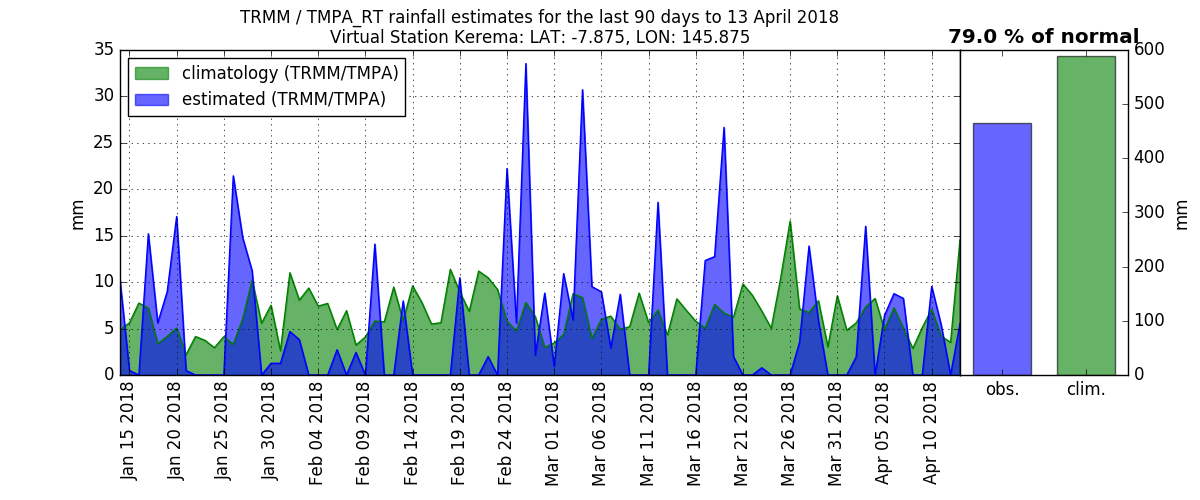 TRMM / TMPA_RT rainfall estimates for the last 90 days to 13 April 2018
Virtual Station Kerema: LAT: -7.875, LON: 145.875
79.0 % of normal
climatology (TRMM/TMPA)
estimated (TRMM/TMPA)
35
30
25
20
15
10
5
0
mm
Jan 15 2018
Jan 20 2018
Jan 25 2018
Jan 30 2018
Feb 04 2018
Feb 09 2018
Feb 14 2018
Feb 19 2018
Feb 24 2018
Mar 01 2018
Mar 06 2018
Mar 11 2018
Mar 16 2018
Mar 21 2018
Mar 26 2018
Mar 31 2018
Apr 05 2018
Apr 10 2018
obs.
clim.
600
500
400
300
200
100
0
mm